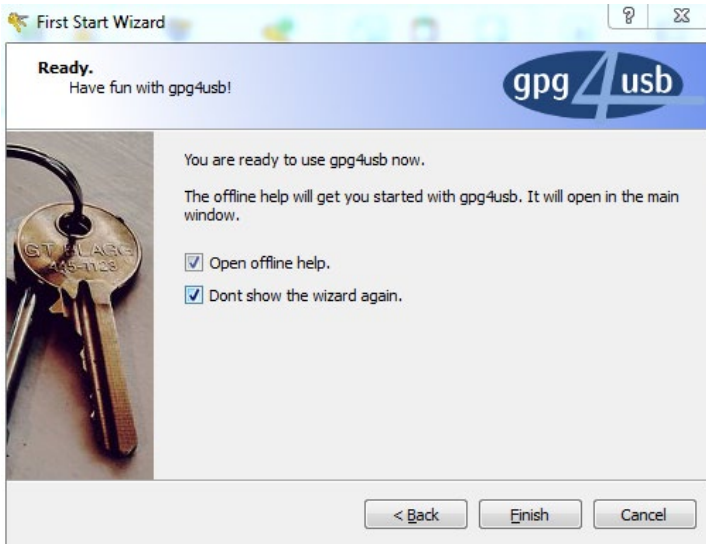 First Start Wizard
Ready.
Have fun with gpg4usb!
gpg4usb
You are ready to use gpg4usb now.
The offline help will get you started with gpg4usb. It will open in the main
window.
Open offline help.
Dont show the wizard again.
< Back
Finish
Cancel